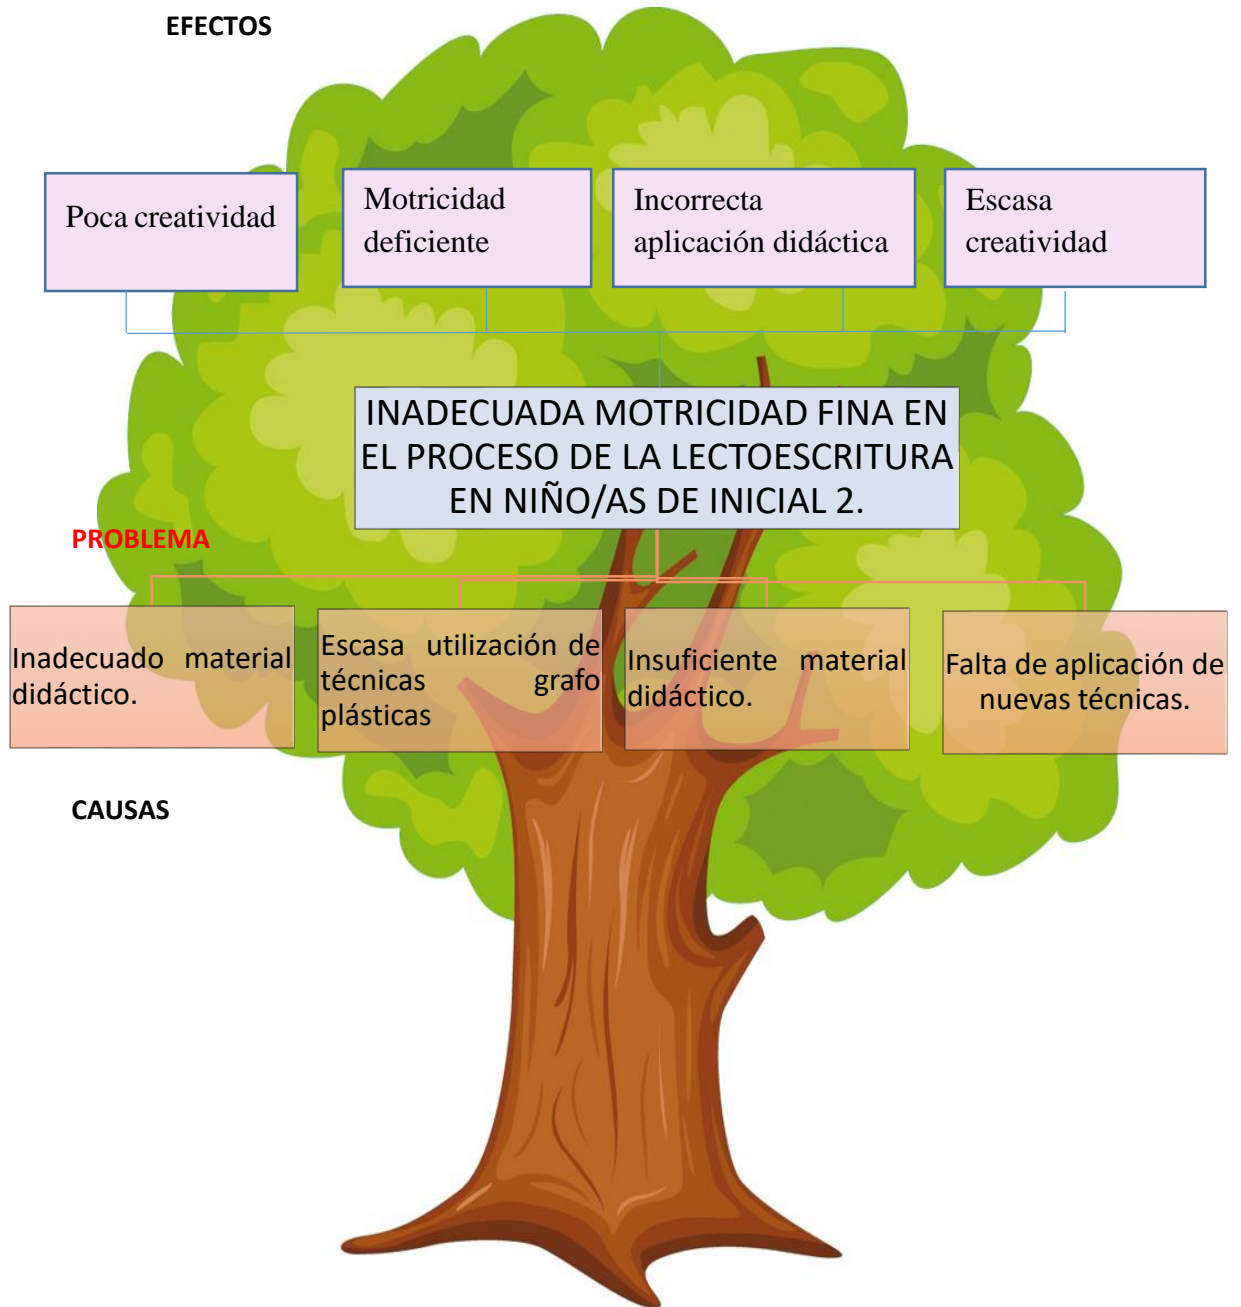 EFECTOS
Poca creatividad
Motricidad
deficiente
Incorrecta
aplicación didáctica
Escasa
creatividad
INADECUADA MOTRICIDAD FINA EN
EL PROCESO DE LA LECTOESCRITURA
EN NIÑO/AS DE INICIAL 2.
PROBLEMA
Inadecuado material
didáctico.
Escasa utilización de
técnicas grafo
plásticas
Insuficiente material
didáctico.
Falta de aplicación de
nuevas técnicas.
CAUSAS